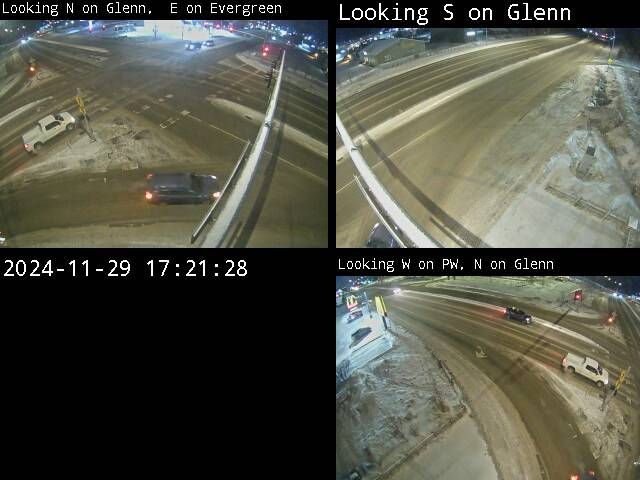 Looking N on Glenn, E on Evergreen
Looking S on Glenn
2024-11-29 17:21:28
Looking W on PW, N on Glenn